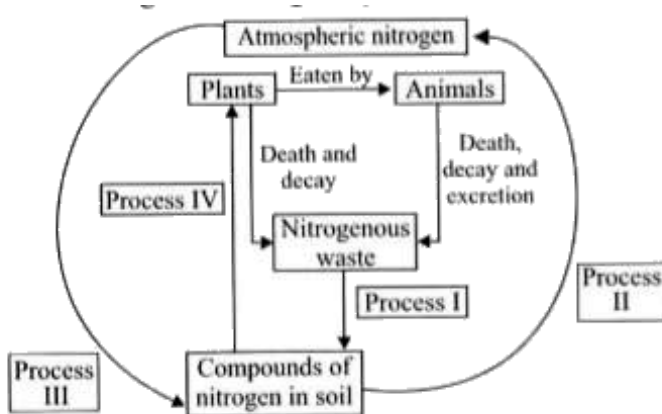 Atmospheric nitrogen
Eaten by
Plants
Animals
Death and
decay
Death,
decay and
excretion
Process IV
Nitrogenous
waste
Process I
Process
II
Process
III
Compounds of
nitrogen in soil